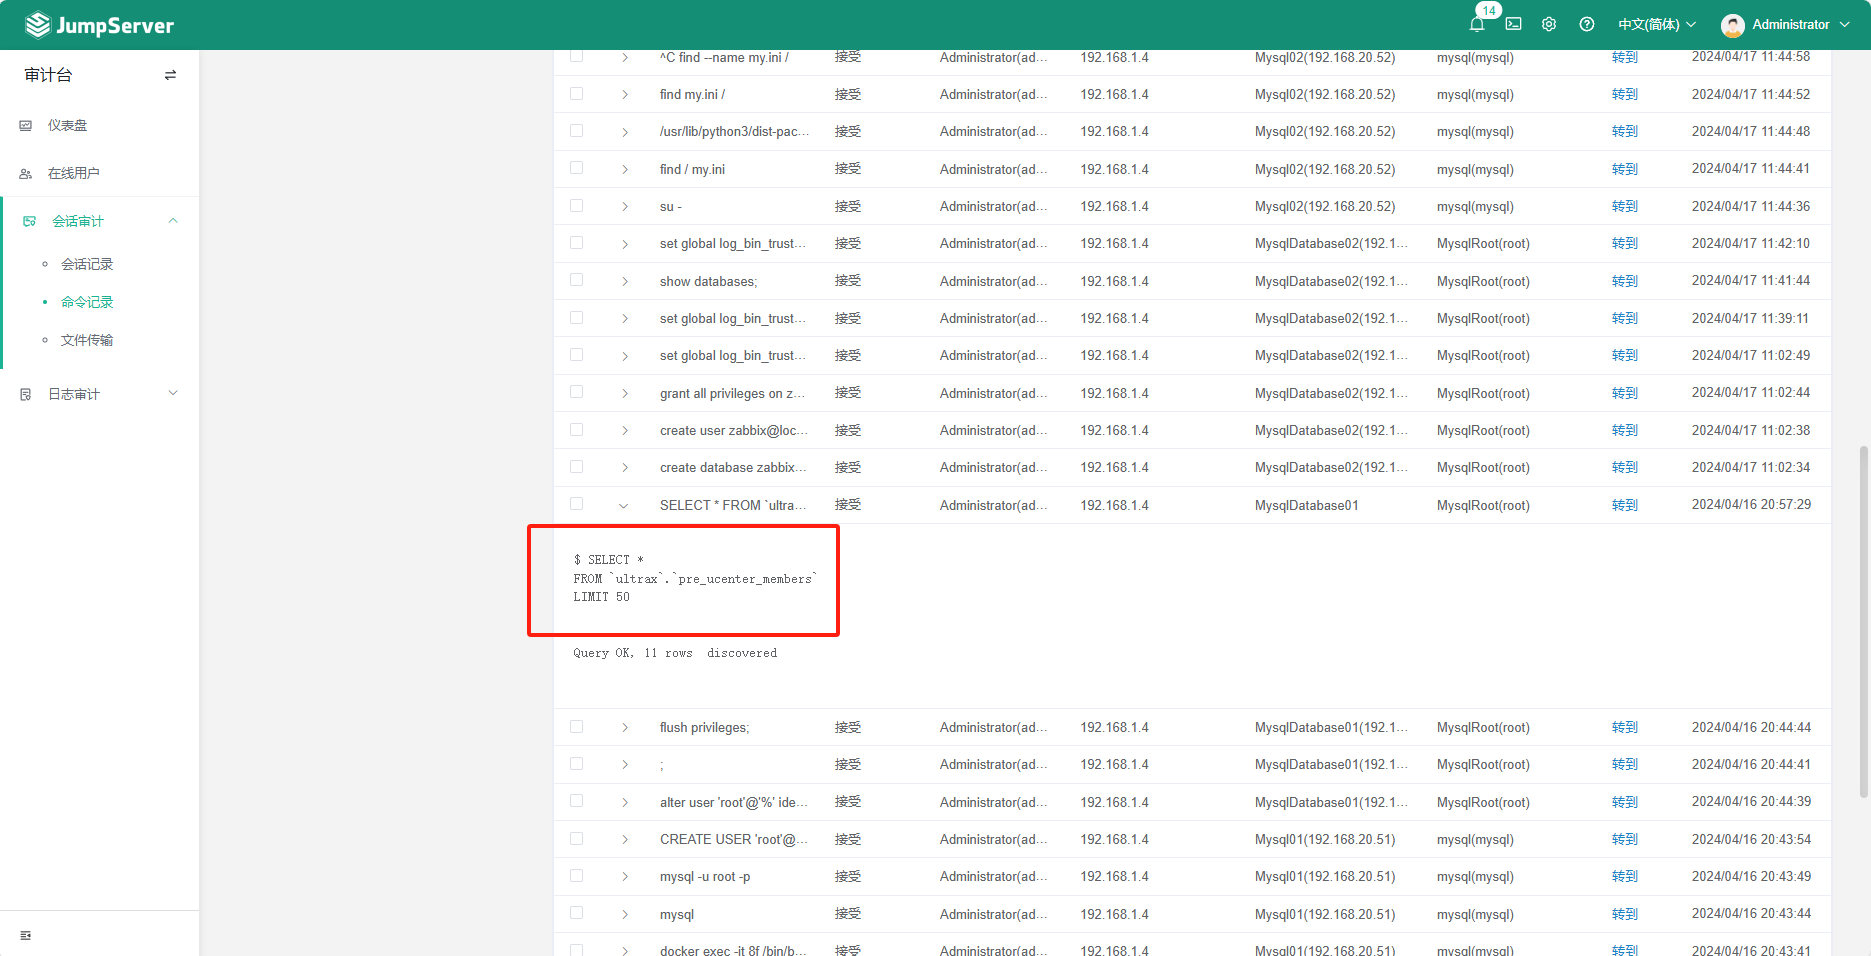 JumpServer
14
中文(简体)
Administrator
审计台
仪表盘
在线用户
会话审计
会话记录
命令记录
文件传输
日志审计
^C find --name my.ini / 接受 Administrator(ad... 192.168.1.4 Mysql02(192.168.20.52) mysql(mysql) 转到 2024/04/17 11:44:58
find my.ini / 接受 Administrator(ad... 192.168.1.4 Mysql02(192.168.20.52) mysql(mysql) 转到 2024/04/17 11:44:52
/usr/lib/python3/dist-pac... 接受 Administrator(ad... 192.168.1.4 Mysql02(192.168.20.52) mysql(mysql) 转到 2024/04/17 11:44:48
find / my.ini 接受 Administrator(ad... 192.168.1.4 Mysql02(192.168.20.52) mysql(mysql) 转到 2024/04/17 11:44:41
su - 接受 Administrator(ad... 192.168.1.4 Mysql02(192.168.20.52) mysql(mysql) 转到 2024/04/17 11:44:36
set global log_bin_trust... 接受 Administrator(ad... 192.168.1.4 MysqlDatabase02(192.1... MysqlRoot(root) 转到 2024/04/17 11:42:10
show databases; 接受 Administrator(ad... 192.168.1.4 MysqlDatabase02(192.1... MysqlRoot(root) 转到 2024/04/17 11:41:44
set global log_bin_trust... 接受 Administrator(ad... 192.168.1.4 MysqlDatabase02(192.1... MysqlRoot(root) 转到 2024/04/17 11:39:11
set global log_bin_trust... 接受 Administrator(ad... 192.168.1.4 MysqlDatabase02(192.1... MysqlRoot(root) 转到 2024/04/17 11:02:49
grant all privileges on z... 接受 Administrator(ad... 192.168.1.4 MysqlDatabase02(192.1... MysqlRoot(root) 转到 2024/04/17 11:02:44
create user zabbix@loc... 接受 Administrator(ad... 192.168.1.4 MysqlDatabase02(192.1... MysqlRoot(root) 转到 2024/04/17 11:02:38
create database zabbix... 接受 Administrator(ad... 192.168.1.4 MysqlDatabase02(192.1... MysqlRoot(root) 转到 2024/04/17 11:02:34
SELECT * FROM `ultra... 接受 Administrator(ad... 192.168.1.4 MysqlDatabase01 MysqlRoot(root) 转到 2024/04/16 20:57:29
$ SELECT *
FROM `ultrax`.`pre_ucenter_members`
LIMIT 50
Query OK, 11 rows discovered
flush privileges; 接受 Administrator(ad... 192.168.1.4 MysqlDatabase01(192.1... MysqlRoot(root) 转到 2024/04/16 20:44:44
; 接受 Administrator(ad... 192.168.1.4 MysqlDatabase01(192.1... MysqlRoot(root) 转到 2024/04/16 20:44:41
alter user 'root'@'%' ide... 接受 Administrator(ad... 192.168.1.4 MysqlDatabase01(192.1... MysqlRoot(root) 转到 2024/04/16 20:44:39
CREATE USER 'root'@... 接受 Administrator(ad... 192.168.1.4 Mysql01(192.168.20.51) mysql(mysql) 转到 2024/04/16 20:43:54
mysql -u root -p 接受 Administrator(ad... 192.168.1.4 Mysql01(192.168.20.51) mysql(mysql) 转到 2024/04/16 20:43:49
mysql 接受 Administrator(ad... 192.168.1.4 Mysql01(192.168.20.51) mysql(mysql) 转到 2024/04/16 20:43:44
docker exec -it 8f /bin/b... 接受 Administrator(ad... 192.168.1.4 Mysql01(192.168.20.51) mysql(mysql) 转到 2024/04/16 20:43:41